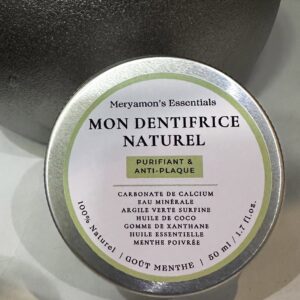 Meryamon's Essentials
MON DENTIFRICE
NATUREL
PURIFIANT &
ANTI-PLAQUE
CARBONATE DE CALCIUM
EAU MINÉRALE
ARGILE VERTE SURFINE
HUILE DE COCO
GOMME DE XANTHANE
HUILE ESSENTIELLE
MENTHE POIVRÉE
100% Naturel | GOÛT MENTHE | 50 ml / 1.7 fl.os.